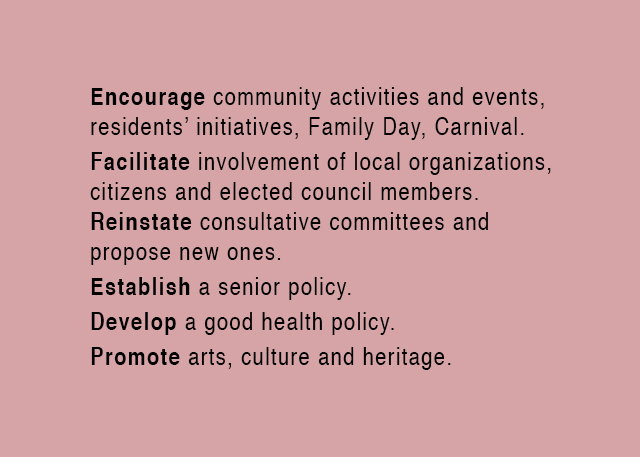 Encourage community activities and events,
residents’ initiatives, Family Day, Carnival.
Facilitate involvement of local organizations,
citizens and elected council members.
Reinstate consultative committees and
propose new ones.
Establish a senior policy.
Develop a good health policy.
Promote arts, culture and heritage.